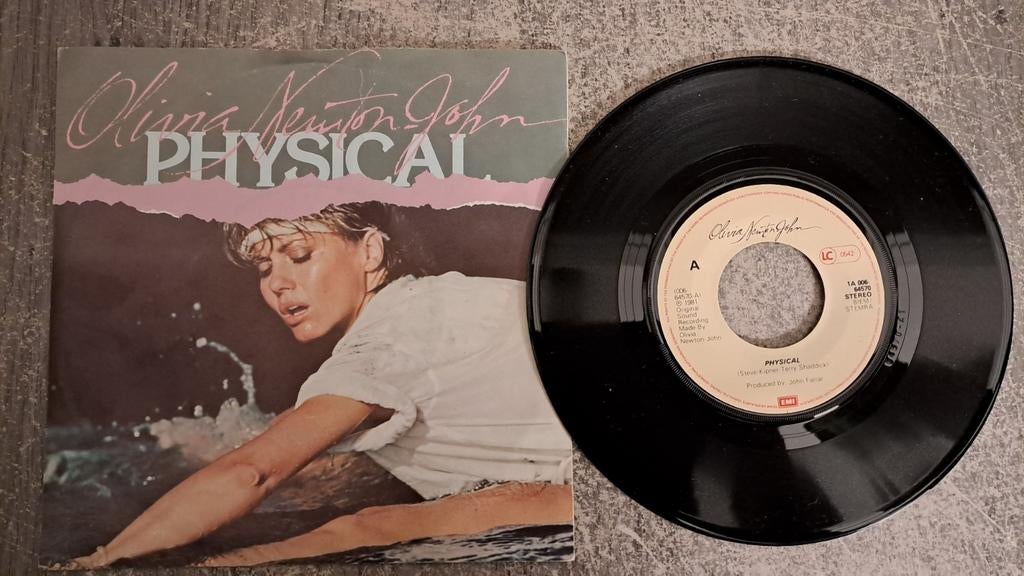 Olivia Newton-John
PHYSICAL
Olivia Newton-John
A
LC 0542
1A 006
64570
STEREO
BIEM
STEMRA
(006-
64570 A)
℗ 1981
Original
Sound
Recording
Made By
Olivia
Newton John
PHYSICAL
(Steve Kipner-Terry Shaddick)
Produced by: John Farrar
EMI